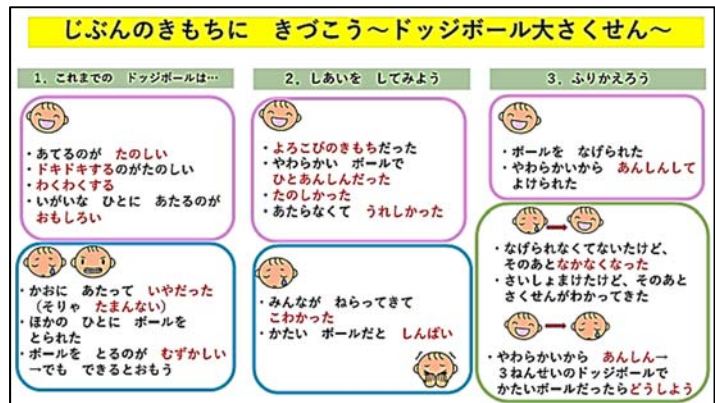 じぶんのきもちに　きづこう～ドッジボール大さくせん～
1．これまでの　ドッジボールは…
・あてるのが　たのしい
・ドキドキするのがたのしい
・わくわくする
・いがいな　ひとに　あたるのが
おもしろい
・かおに　あたって　いやだった
（そりゃ　たまんない）
・ほかの　ひとに　ボールを
とられた
・ボールを　とるのが　むずかしい
→でも　できるとおもう
2．しあいを　してみよう
・よろこびのきもちだった
・やわらかい　ボールで
ひとあんしんだった
・たのしかった
・あたらなくて　うれしかった
・みんなが　ねらってきて
こわかった
・かたい　ボールだと　しんぱい
3．ふりかえろう
・ボールを　なげられた
・やわらかいから　あんしんして
よけられた
・なげられなくてないたけど、
そのあとなかなくなった
・さいしょまけたけど、そのあと
さくせんがわかってきた
・やわらかいから　あんしん→
３ねんせいのドッジボールで
かたいボールだったらどうしよう